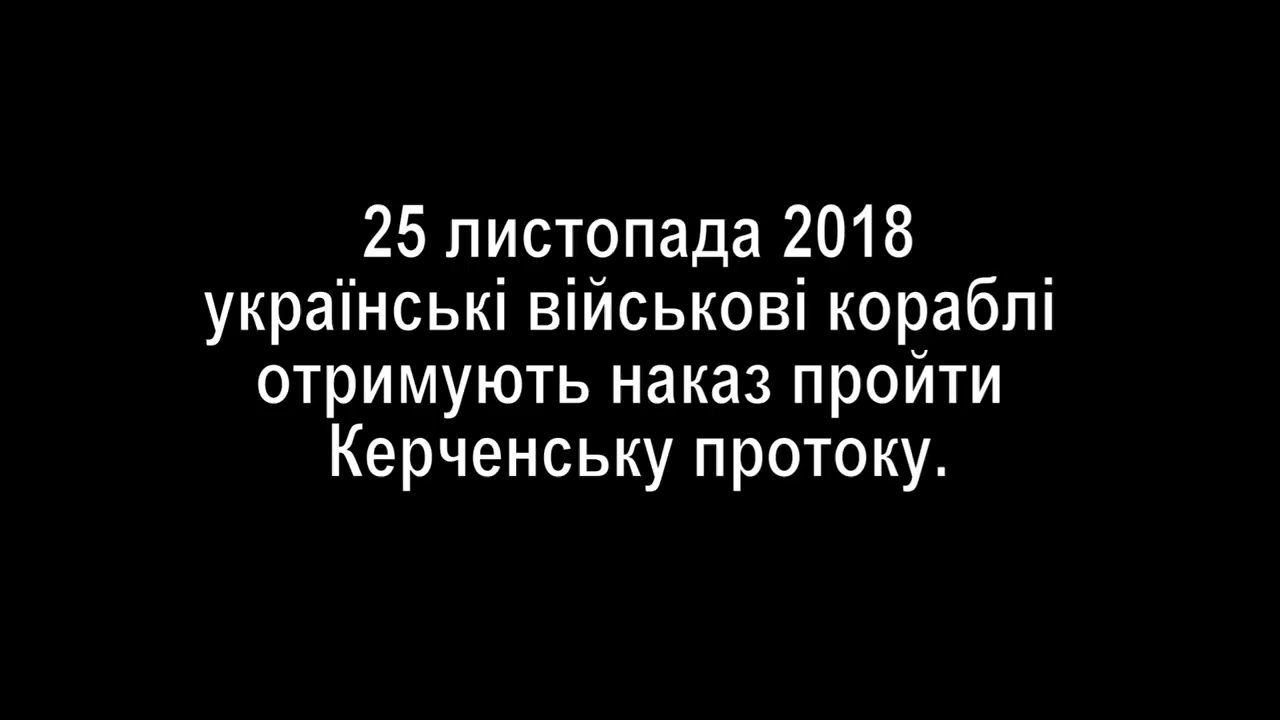 25 листопада 2018
українські військові кораблі
отримують наказ пройти
Керченську протоку.